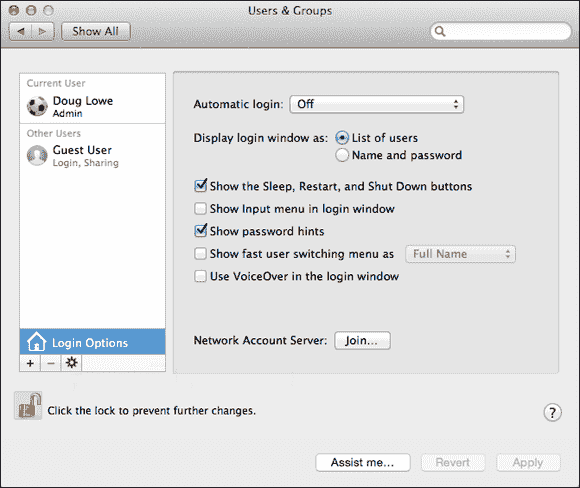 Users & Groups
Show All
Current User
Doug Lowe
Admin
Other Users
Guest User
Login, Sharing
Login Options
+ −
Automatic login: Off
Display login window as: List of users
Name and password
Show the Sleep, Restart, and Shut Down buttons
Show Input menu in login window
Show password hints
Show fast user switching menu as Full Name
Use VoiceOver in the login window
Network Account Server: Join...
Click the lock to prevent further changes.
?
Assist me... Revert Apply